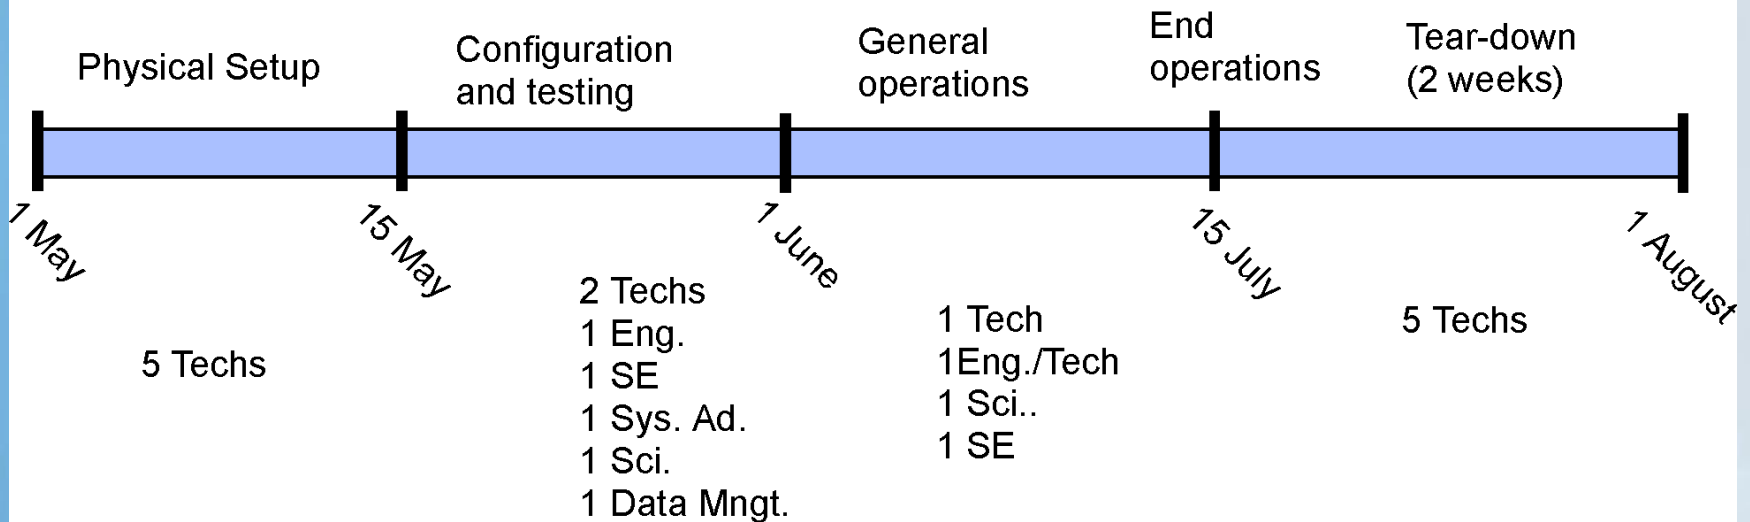 Physical Setup
Configuration
and testing
General
operations
End
operations
Tear-down
(2 weeks)
1 May
15 May
1 June
15 July
1 August
5 Techs
2 Techs
1 Eng.
1 SE
1 Sys. Ad.
1 Sci.
1 Data Mngt.
1 Tech
1Eng./Tech
1 Sci..
1 SE
5 Techs